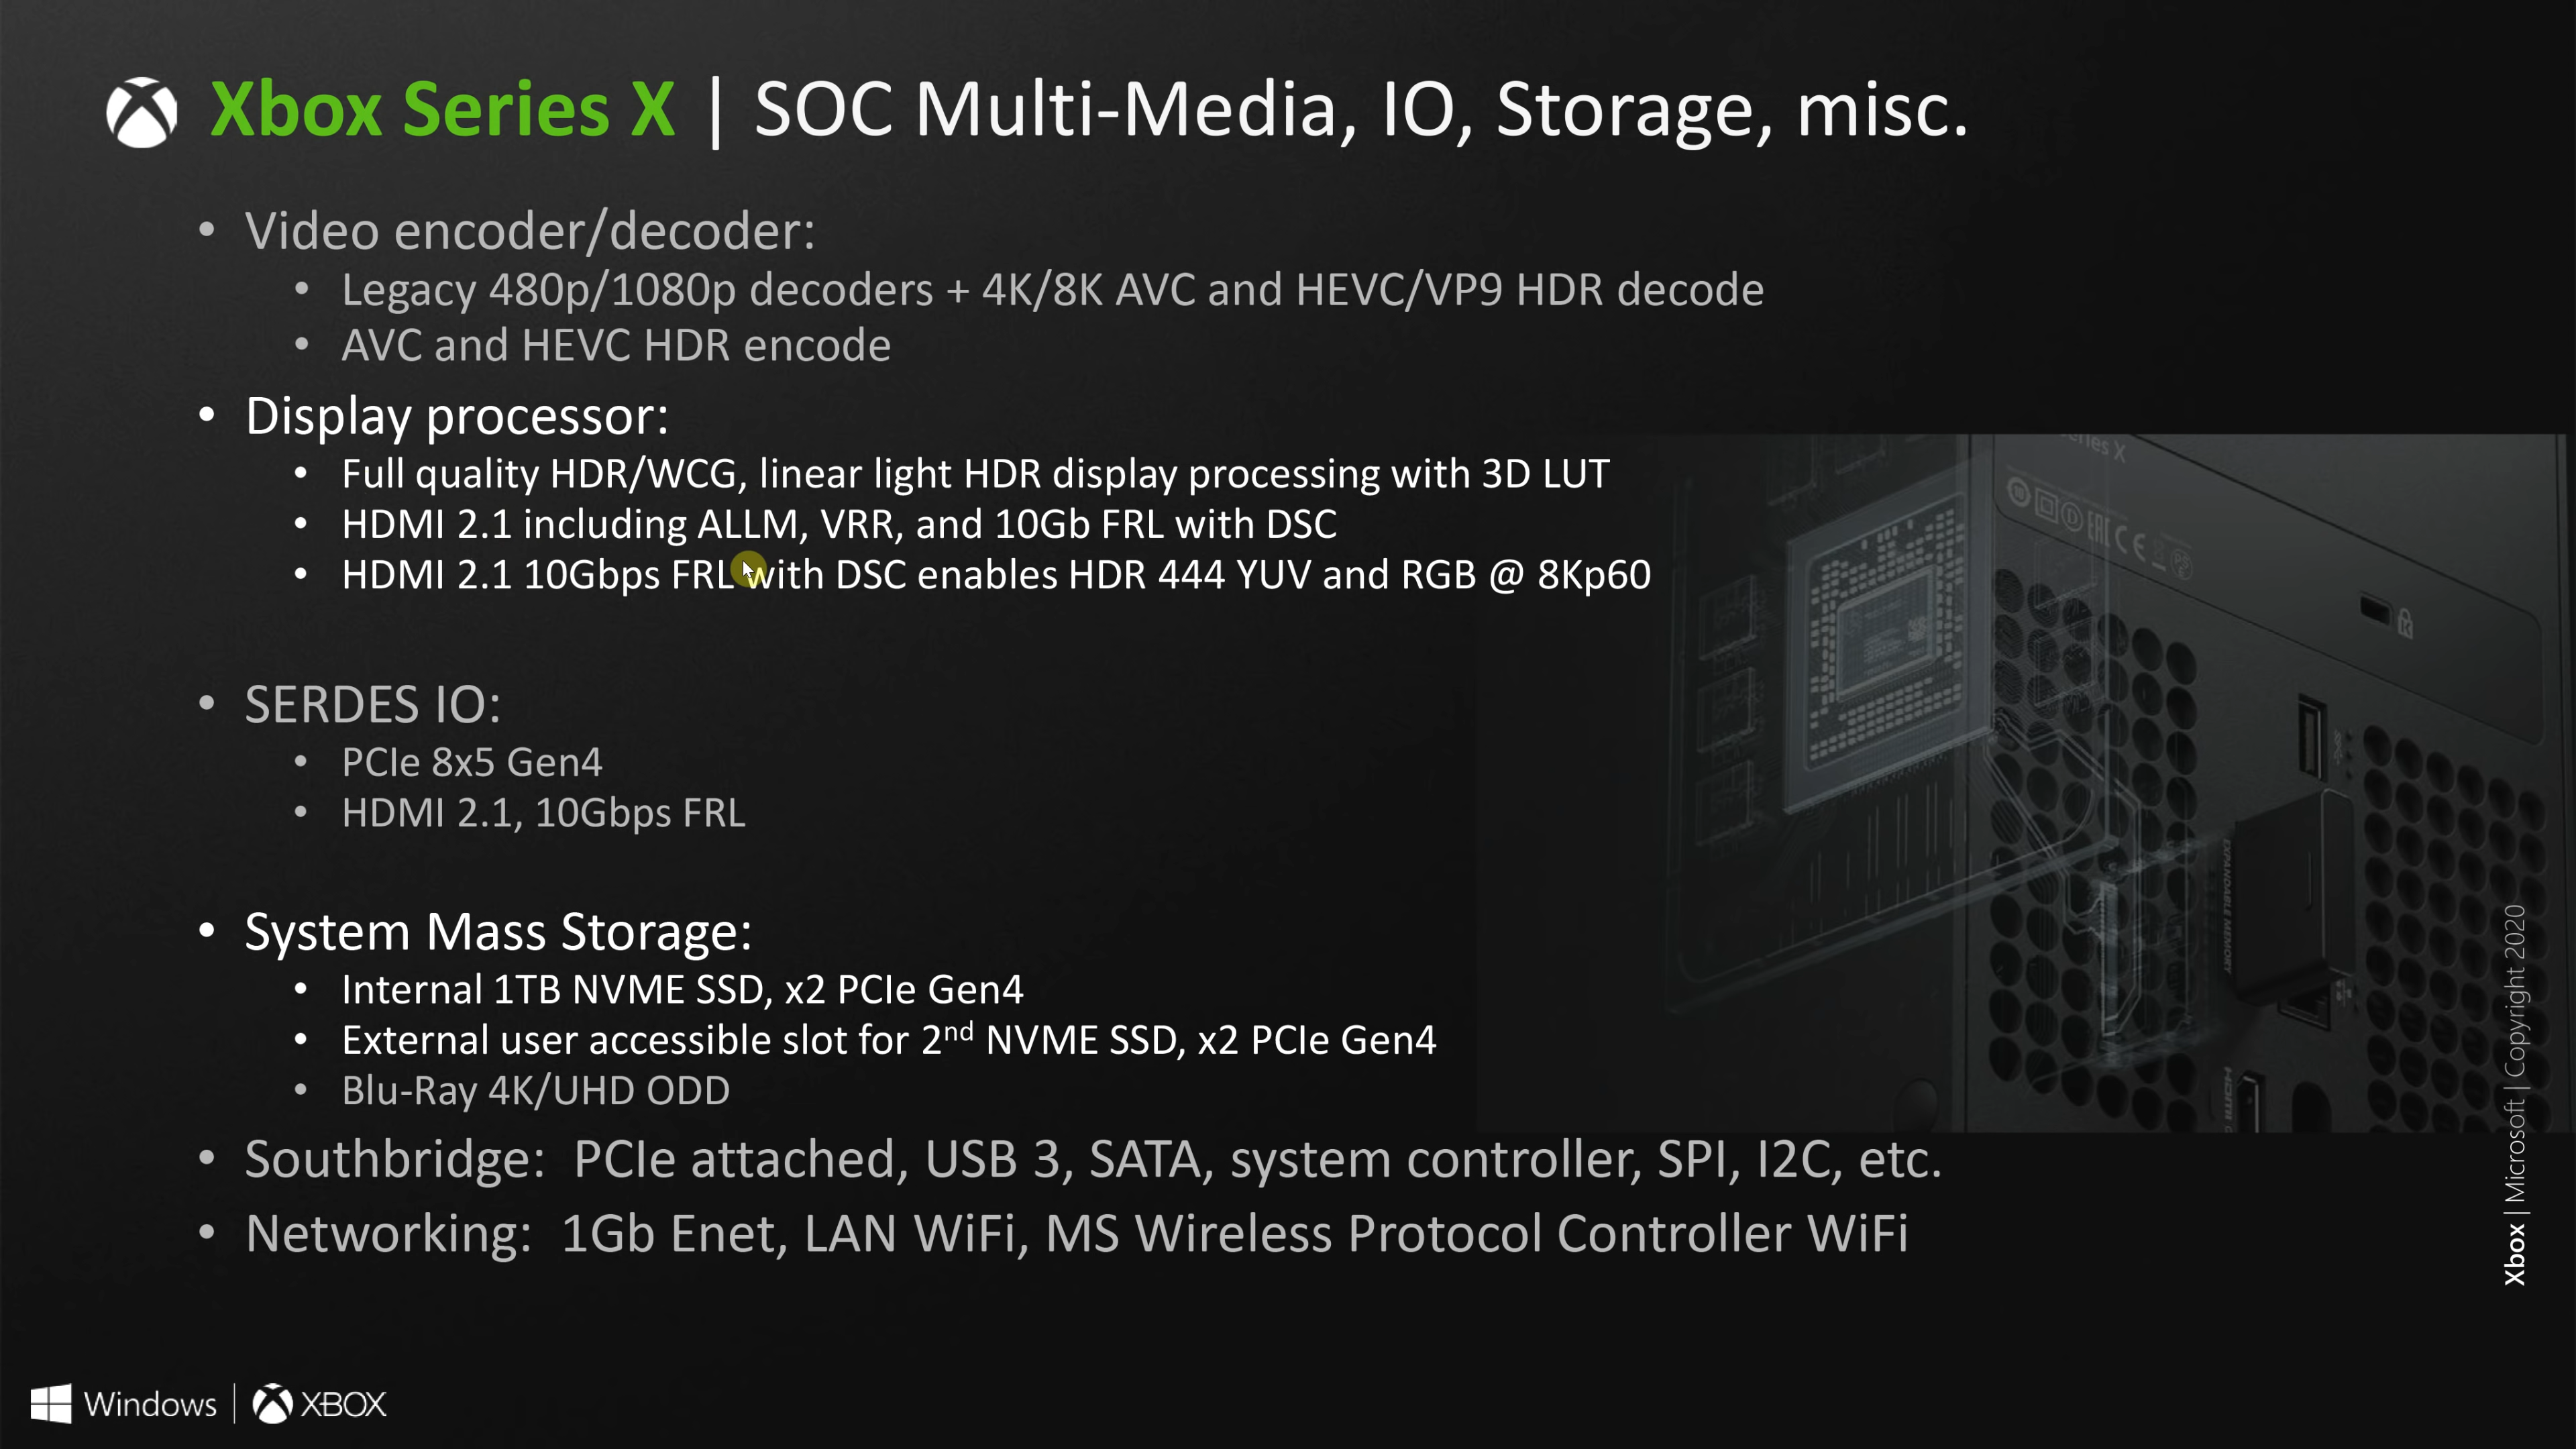 Xbox Series X | SOC Multi-Media, IO, Storage, misc.
• Video encoder/decoder:
• Legacy 480p/1080p decoders + 4K/8K AVC and HEVC/VP9 HDR decode
• AVC and HEVC HDR encode
• Display processor:
• Full quality HDR/WCG, linear light HDR display processing with 3D LUT
• HDMI 2.1 including ALLM, VRR, and 10Gb FRL with DSC
• HDMI 2.1 10Gbps FRL with DSC enables HDR 444 YUV and RGB @ 8Kp60
• SERDES IO:
• PCIe 8x5 Gen4
• HDMI 2.1, 10Gbps FRL
• System Mass Storage:
• Internal 1TB NVME SSD, x2 PCIe Gen4
• External user accessible slot for 2nd NVME SSD, x2 PCIe Gen4
• Blu-Ray 4K/UHD ODD
• Southbridge: PCIe attached, USB 3, SATA, system controller, SPI, I2C, etc.
• Networking: 1Gb Enet, LAN WiFi, MS Wireless Protocol Controller WiFi
Series X
EAC CE
EXPANDABLE MEMORY
HDMI
Xbox | Microsoft | Copyright 2020
Windows | XBOX